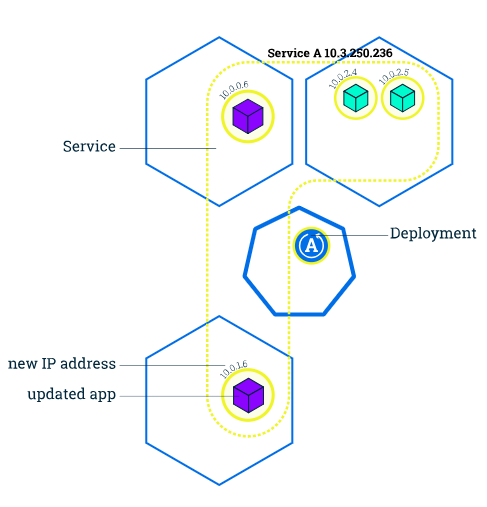 Service A 10.3.250.236
10.0.0.6
10.0.2.4
10.0.2.5
Service
A
Deployment
new IP address
10.0.1.6
updated app